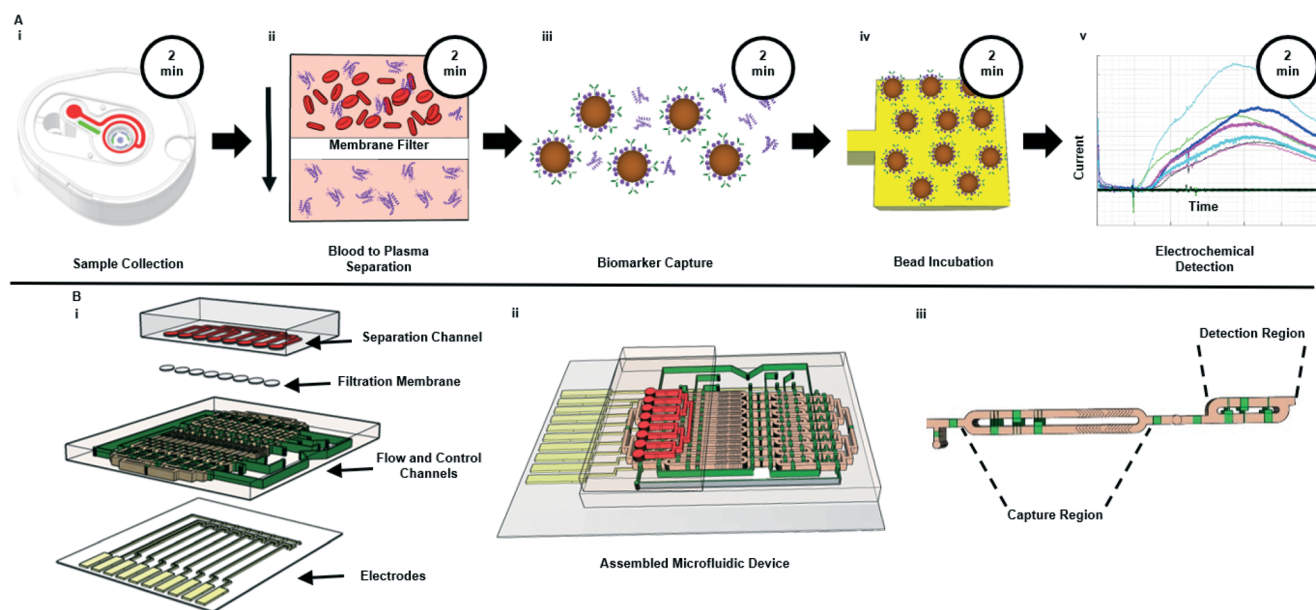 A
i
2
min
ii
2
min
iii
2
min
iv
2
min
v
2
min
Membrane Filter
Current
Time
Sample Collection
Blood to Plasma
Separation
Biomarker Capture
Bead Incubation
Electrochemical
Detection
B
i
Separation Channel
Filtration Membrane
Flow and Control
Channels
Electrodes
ii
Assembled Microfluidic Device
iii
Detection Region
Capture Region